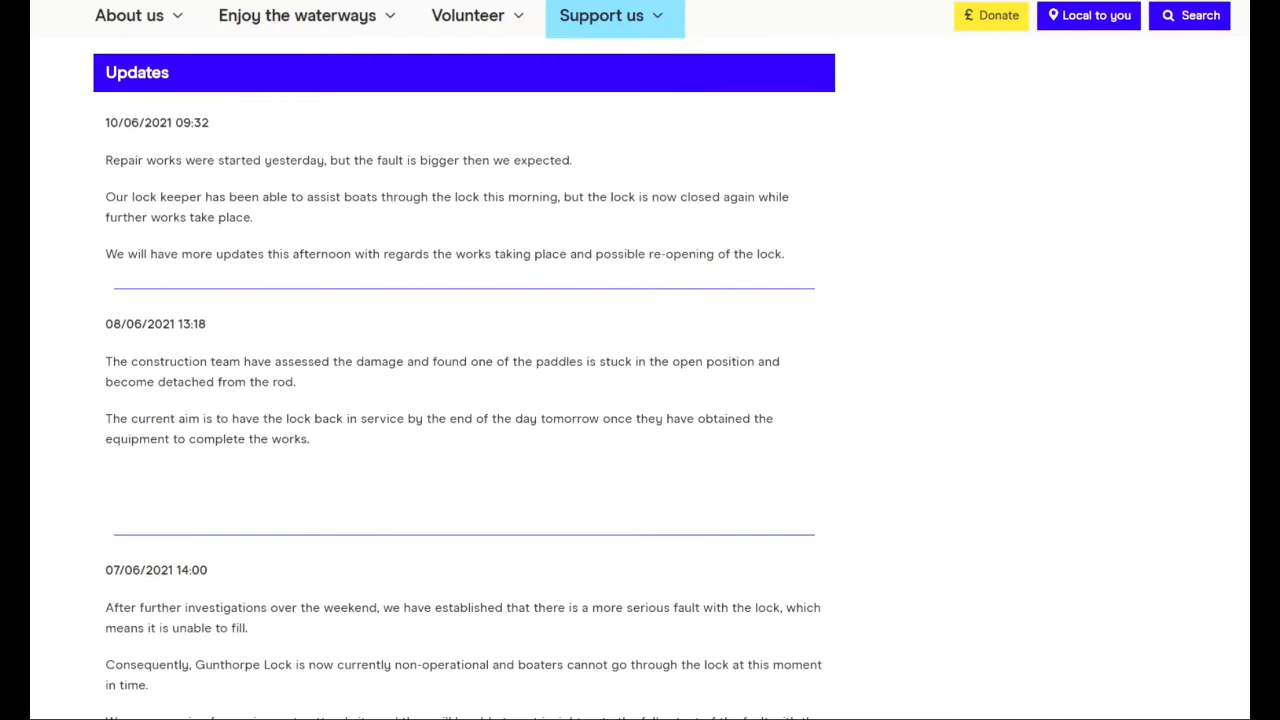 About us
Enjoy the waterways
Volunteer
Support us
£ Donate
Local to you
Search
Updates
10/06/2021 09:32
Repair works were started yesterday, but the fault is bigger then we expected.
Our lock keeper has been able to assist boats through the lock this morning, but the lock is now closed again while
further works take place.
We will have more updates this afternoon with regards the works taking place and possible re-opening of the lock.
08/06/2021 13:18
The construction team have assessed the damage and found one of the paddles is stuck in the open position and
become detached from the rod.
The current aim is to have the lock back in service by the end of the day tomorrow once they have obtained the
equipment to complete the works.
07/06/2021 14:00
After further investigations over the weekend, we have established that there is a more serious fault with the lock, which
means it is unable to fill.
Consequently, Gunthorpe Lock is now currently non-operational and boaters cannot go through the lock at this moment
in time.